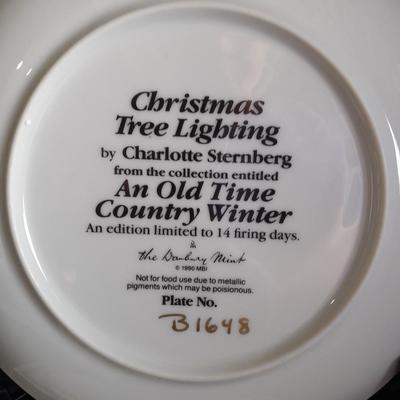 Christmas
Tree Lighting
by Charlotte Sternberg
from the collection entitled
An Old Time
Country Winter
An edition limited to 14 firing days.
The Danbury Mint
© 1990 MBI
Not for food use due to metallic
pigments which may be poisionous.
Plate No.
B1648